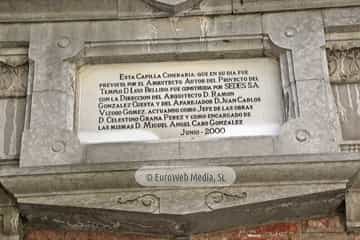 ESTA CAPILLA CINERARIA, QUE EN SU DIA FUE
PREVISTA POR EL ARQUITECTO AUTOR DEL PROYECTO DEL
TEMPLO D. LUIS BELLIDO, FUE CONSTRUIDA POR SEDES S.A.
CON LA DIRECCION DEL ARQUITECTO D. RAMON
GONZALEZ CUESTA Y DEL APAREJADOR D. JUAN CARLOS
GOMEZ, ACTUANDO COMO JEFE DE LAS OBRAS
D. CELESTINO GRAÑA PEREZ Y COMO ENCARGADO DE
LAS MISMAS D. MIGUEL ANGEL CABO GONZALEZ
JUNIO - 2000
© EuroWeb Media, SL